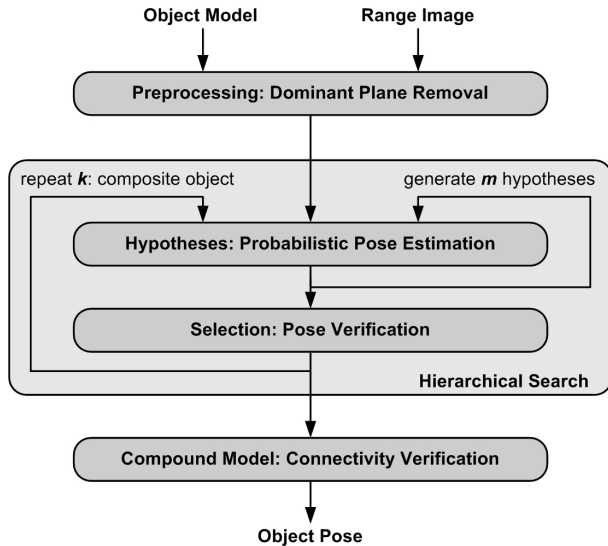 Object Model
Range Image
Preprocessing: Dominant Plane Removal
repeat k: composite object
generate m hypotheses
Hypotheses: Probabilistic Pose Estimation
Selection: Pose Verification
Hierarchical Search
Compound Model: Connectivity Verification
Object Pose